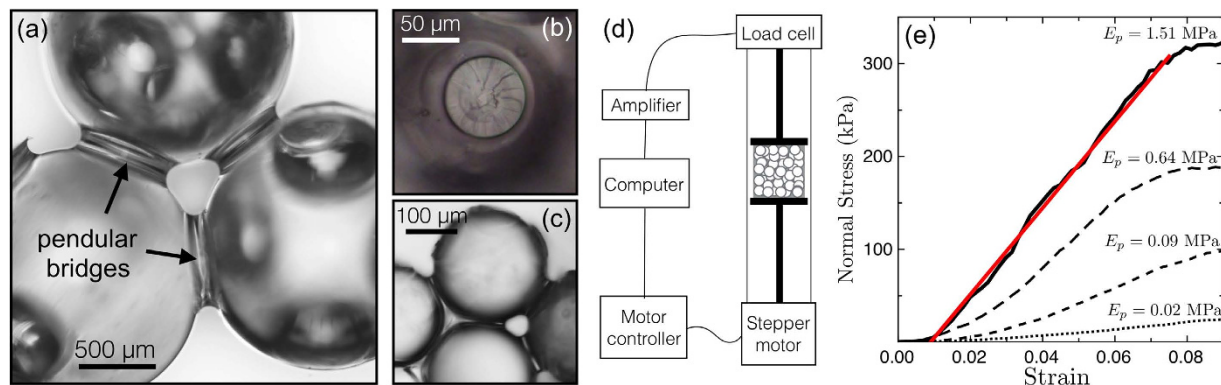 (a)
pendular
bridges
500 μm
50 μm
(b)
100 μm
(c)
(d)
Load cell
Amplifier
Computer
Motor
controller
Stepper
motor
(e)
Normal Stress (kPa)
300
200
100
0
0.00
0.02
0.04
0.06
0.08
Strain
E_p = 1.51 MPa
E_p = 0.64 MPa
E_p = 0.09 MPa
E_p = 0.02 MPa